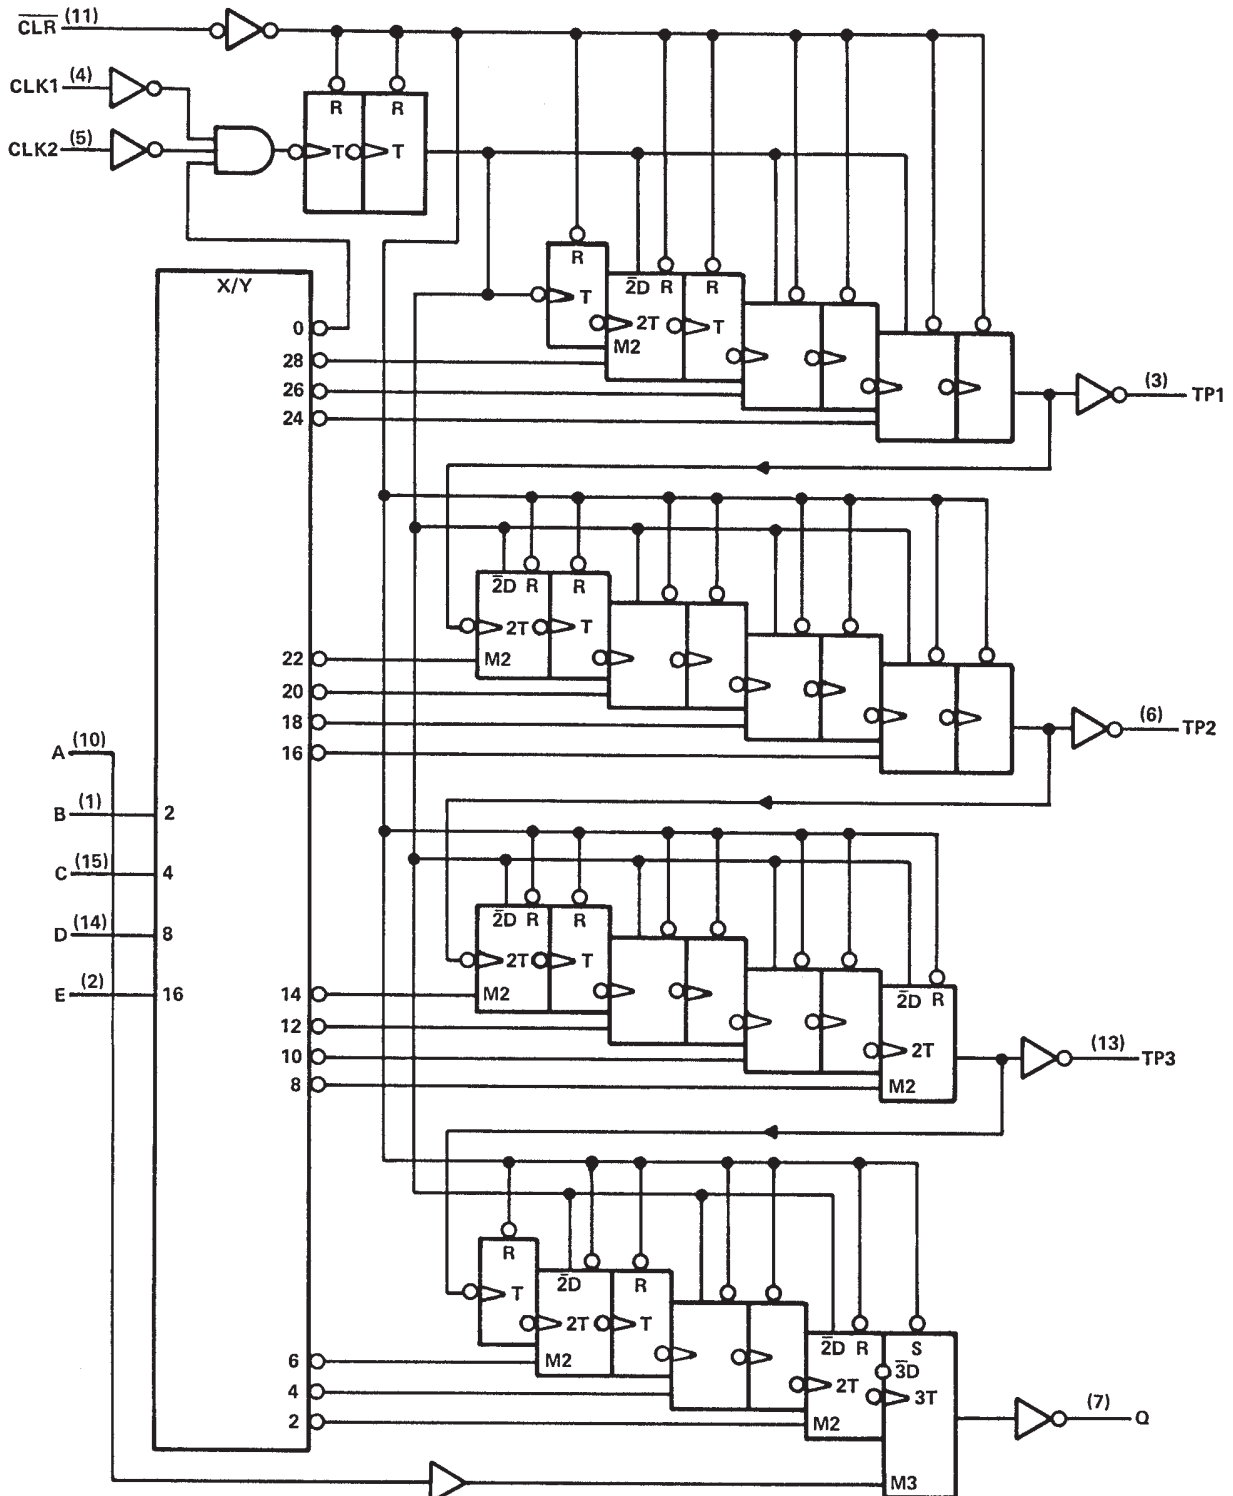 CLR (11)
CLK1 (4)
CLK2 (5)
R R
T T
X/Y
R
T
2D R R
2T T
M2
0
28
26
24
(3) TP1
2D R R
2T T
M2
22
20
18
16
(6) TP2
A (10)
B (1) 2
C (15) 4
D (14) 8
E (2) 16
2D R R
2T T
M2
14
12
10
8
2D R
2T
M2
(13) TP3
R
T
2D R
2T T
M2
2D R S
3D
2T 3T
M2
6
4
2
(7) Q
M3